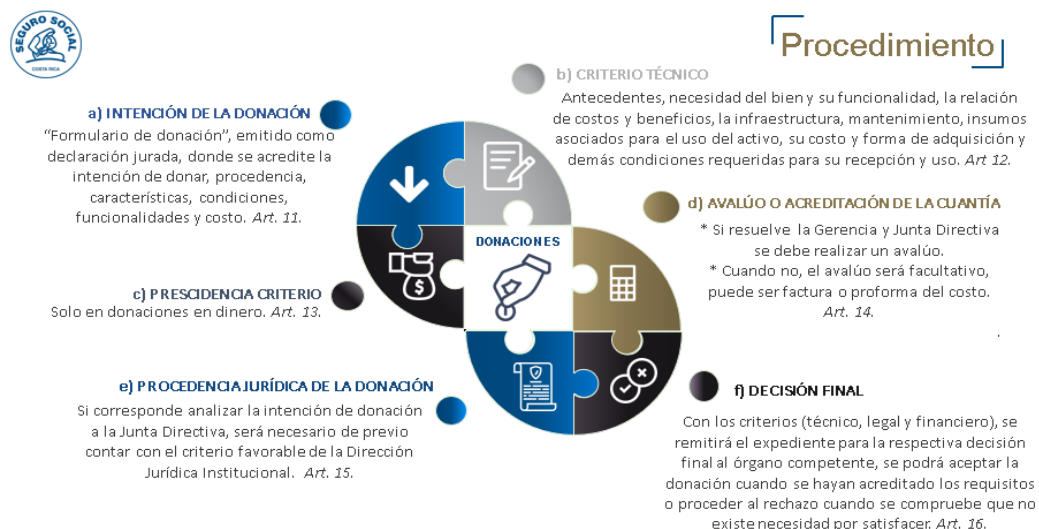 SEGURO SOCIAL
COSTA RICA
Procedimiento
a) INTENCIÓN DE LA DONACIÓN
“Formulario de donación”, emitido como
declaración jurada, donde se acredite la
intención de donar, procedencia,
características, condiciones,
funcionalidades y costo. Art. 11.
b) CRITERIO TÉCNICO
Antecedentes, necesidad del bien y su funcionalidad, la relación
de costos y beneficios, la infraestructura, mantenimiento, insumos
asociados para el uso del activo, su costo y forma de adquisición y
demás condiciones requeridas para su recepción y uso. Art 12.
c) PRESCIDENCIA CRITERIO
Solo en donaciones en dinero. Art. 13.
DONACIONES
d) AVALÚO O ACREDITACIÓN DE LA CUANTÍA
* Si resuelve la Gerencia y Junta Directiva
se debe realizar un avalúo.
* Cuando no, el avalúo será facultativo,
puede ser factura o proforma del costo.
Art. 14.
.
e) PROCEDENCIA JURÍDICA DE LA DONACIÓN
Si corresponde analizar la intención de donación
a la Junta Directiva, será necesario de previo
contar con el criterio favorable de la Dirección
Jurídica Institucional. Art. 15.
f) DECISIÓN FINAL
Con los criterios (técnico, legal y financiero), se
remitirá el expediente para la respectiva decisión
final al órgano competente, se podrá aceptar la
donación cuando se hayan acreditado los requisitos
o proceder al rechazo cuando se compruebe que no
existe necesidad por satisfacer. Art. 16.